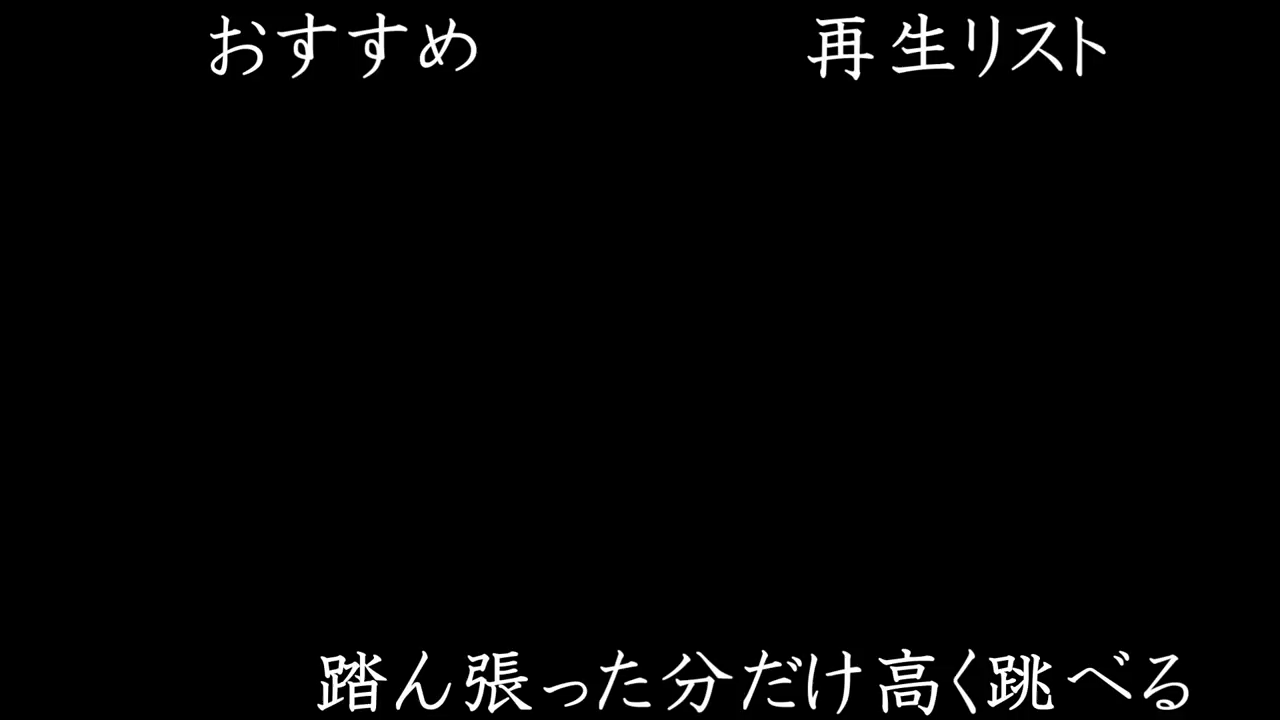 おすすめ
再生リスト
踏ん張った分だけ高く跳べる